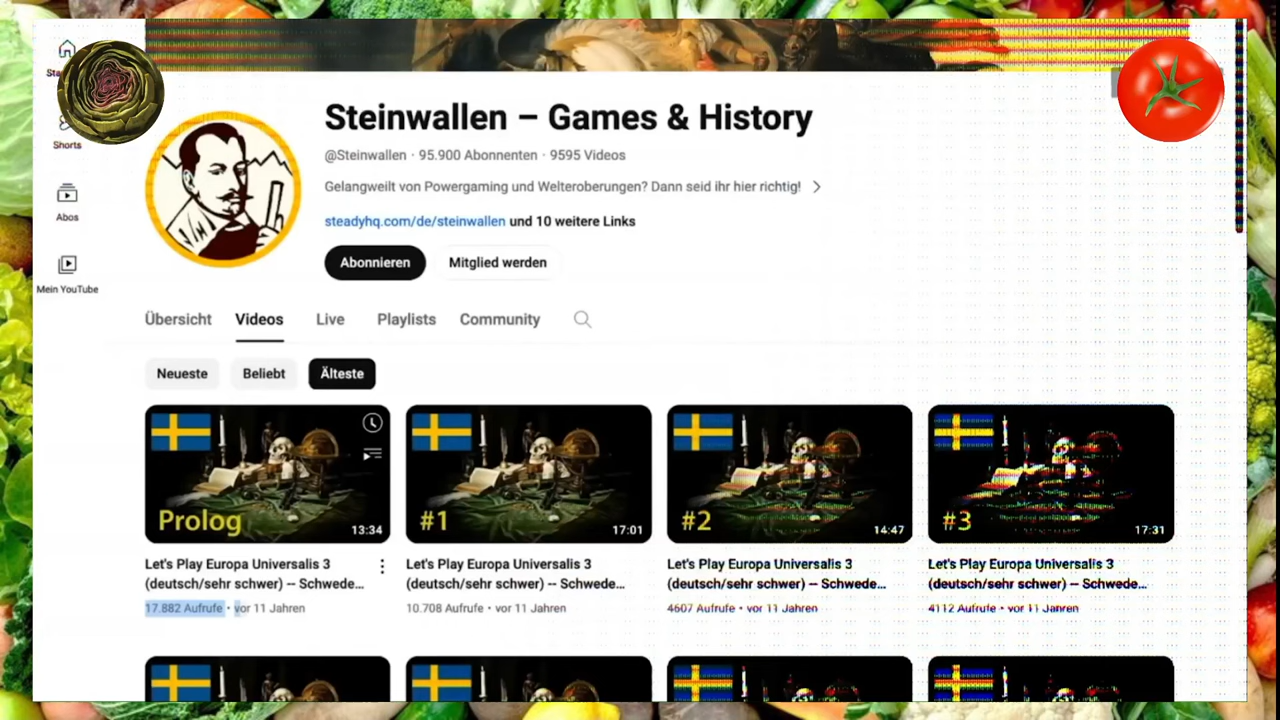 Steinwallen – Games & History
@Steinwallen · 95.900 Abonnenten · 9595 Videos
Gelangweilt von Powergaming und Welteroberungen? Dann seid ihr hier richtig!
steadyhq.com/de/steinwallen und 10 weitere Links
Abonnieren Mitglied werden
Shorts
Abos
Mein YouTube
Übersicht Videos Live Playlists Community
Neueste Beliebt Älteste
Prolog 13:34
#1 17:01
#2 14:47
#3 17:31
Let's Play Europa Universalis 3
(deutsch/sehr schwer) -- Schwede...
17.882 Aufrufe • vor 11 Jahren
Let's Play Europa Universalis 3
(deutsch/sehr schwer) -- Schwede...
10.708 Aufrufe • vor 11 Jahren
Let's Play Europa Universalis 3
(deutsch/sehr schwer) -- Schwede...
4607 Aufrufe • vor 11 Jahren
Let's Play Europa Universalis 3
(deutsch/sehr schwer) -- Schwede...
4112 Aufrufe • vor 11 Jahren